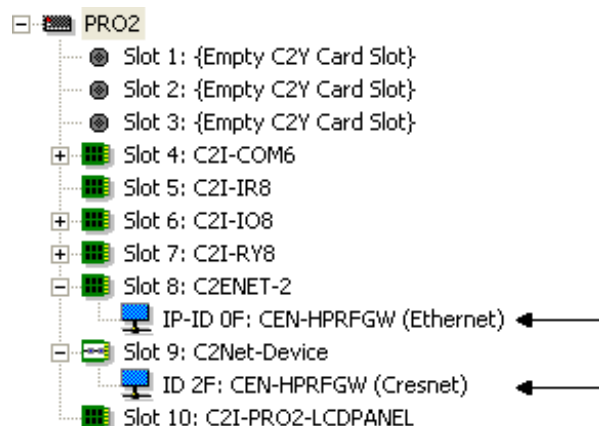 PRO2
Slot 1: {Empty C2Y Card Slot}
Slot 2: {Empty C2Y Card Slot}
Slot 3: {Empty C2Y Card Slot}
Slot 4: C2I-COM6
Slot 5: C2I-IR8
Slot 6: C2I-IO8
Slot 7: C2I-RY8
Slot 8: C2ENET-2
IP-ID 0F: CEN-HPRFGW (Ethernet)
Slot 9: C2Net-Device
ID 2F: CEN-HPRFGW (Cresnet)
Slot 10: C2I-PRO2-LCDPANEL